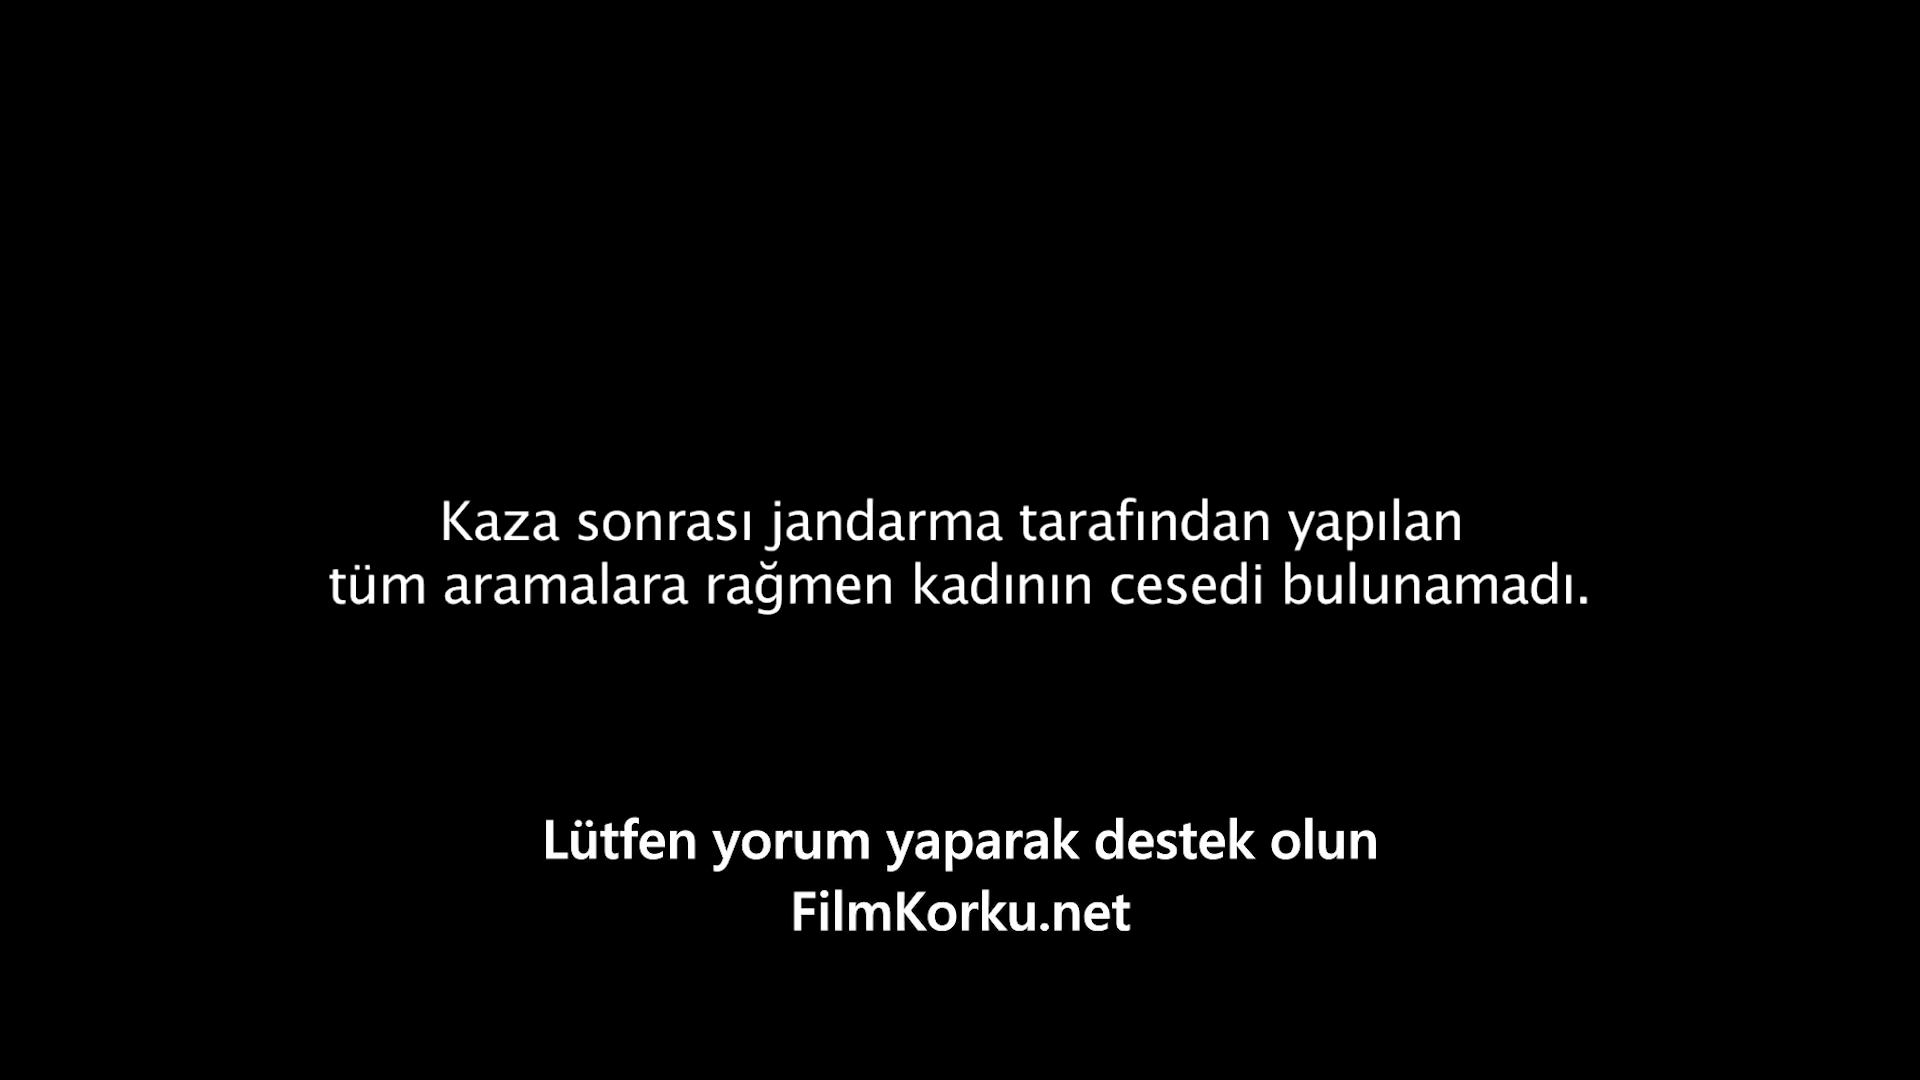 Kaza sonrası jandarma tarafından yapılan
tüm aramalara rağmen kadının cesedi bulunamadı.
Lütfen yorum yaparak destek olun
FilmKorku.net